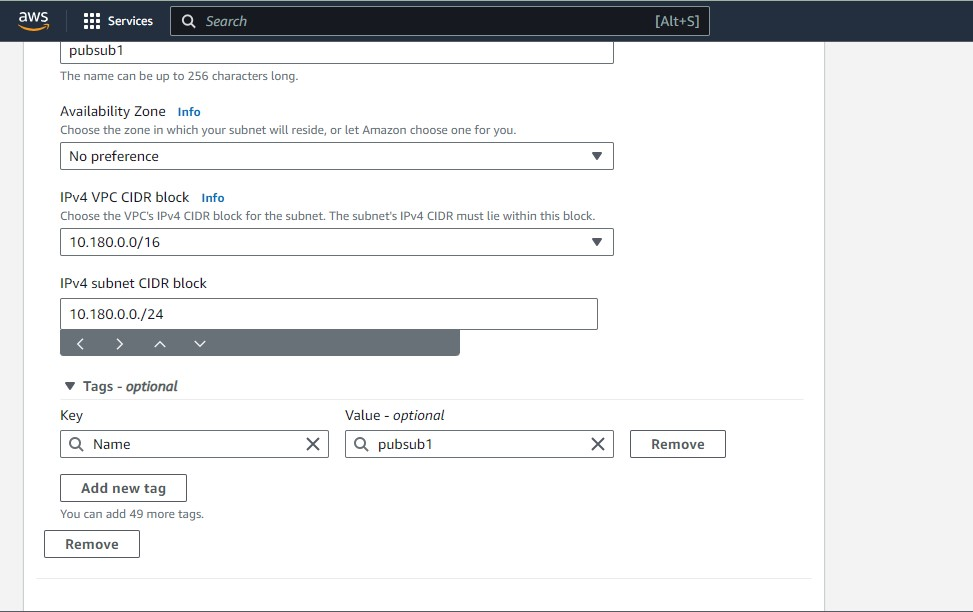 aws Services Search [Alt+S]
pubsub1
The name can be up to 256 characters long.
Availability Zone Info
Choose the zone in which your subnet will reside, or let Amazon choose one for you.
No preference
IPv4 VPC CIDR block Info
Choose the VPC's IPv4 CIDR block for the subnet. The subnet's IPv4 CIDR must lie within this block.
10.180.0.0/16
IPv4 subnet CIDR block
10.180.0.0./24
Tags - optional
Key Value - optional
Name pubsub1 Remove
Add new tag
You can add 49 more tags.
Remove